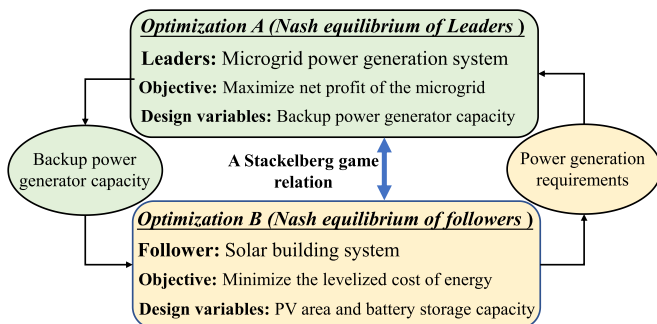 Optimization A (Nash equilibrium of Leaders )
Leaders: Microgrid power generation system
Objective: Maximize net profit of the microgrid
Design variables: Backup power generator capacity
Backup power
generator capacity
A Stackelberg game
relation
Power generation
requirements
Optimization B (Nash equilibrium of followers )
Follower: Solar building system
Objective: Minimize the levelized cost of energy
Design variables: PV area and battery storage capacity